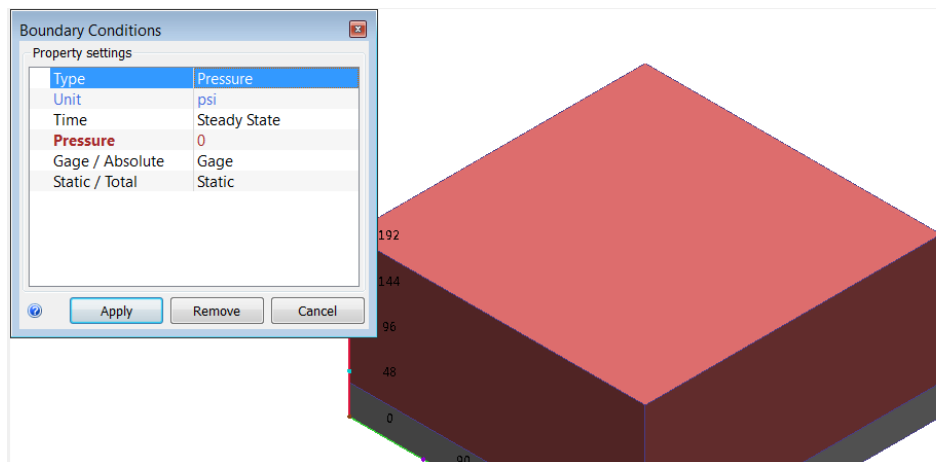 Boundary Conditions
Property settings
Type Pressure
Unit psi
Time Steady State
Pressure 0
Gage / Absolute Gage
Static / Total Static
Apply Remove Cancel
192
144
96
48
0
90